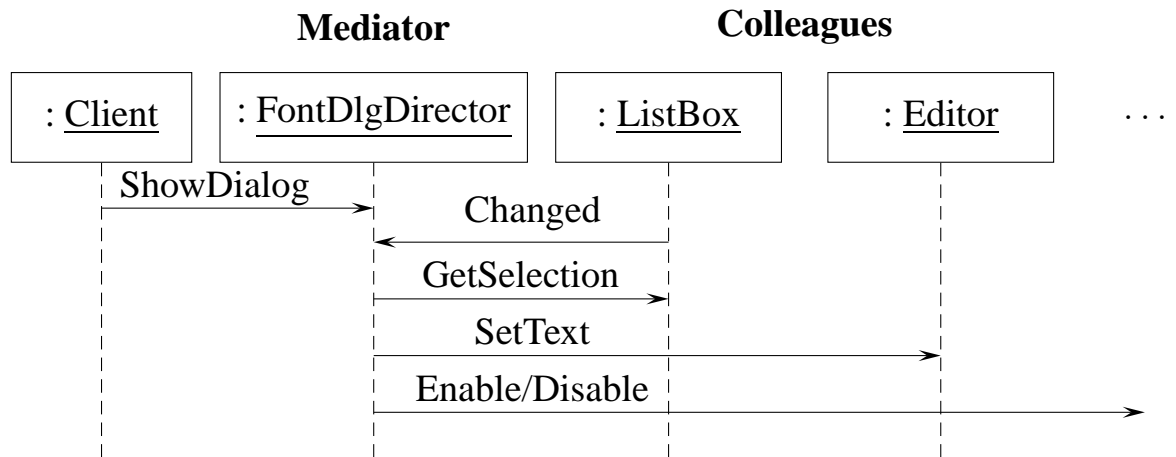 Mediator Colleagues
: Client : FontDlgDirector : ListBox : Editor . . .
ShowDialog
Changed
GetSelection
SetText
Enable/Disable